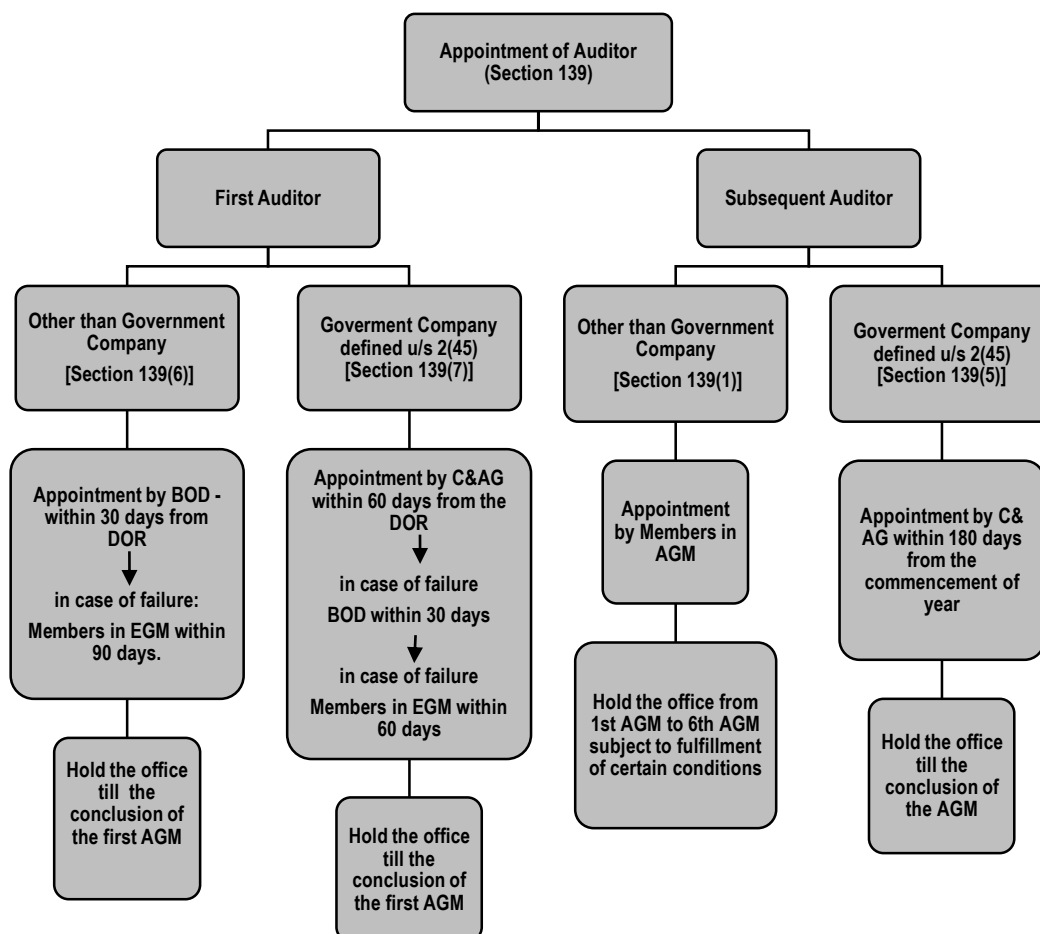 Appointment of Auditor
(Section 139)
First Auditor
Subsequent Auditor
Other than Government
Company
[Section 139(6)]
Goverment Company
defined u/s 2(45)
[Section 139(7)]
Other than Government
Company
[Section 139(1)]
Goverment Company
defined u/s 2(45)
[Section 139(5)]
Appointment by BOD -
within 30 days from
DOR
in case of failure:
Members in EGM within
90 days.
Appointment by C&AG
within 60 days from the
DOR
in case of failure
BOD within 30 days
in case of failure
Members in EGM within
60 days
Appointment
by Members in
AGM
Appointment by C&
AG within 180 days
from the
commencement of
year
Hold the office
till the
conclusion of
the first AGM
Hold the office
till the
conclusion of
the first AGM
Hold the office from
1st AGM to 6th AGM
subject to fulfillment
of certain conditions
Hold the office
till the
conclusion of
the AGM